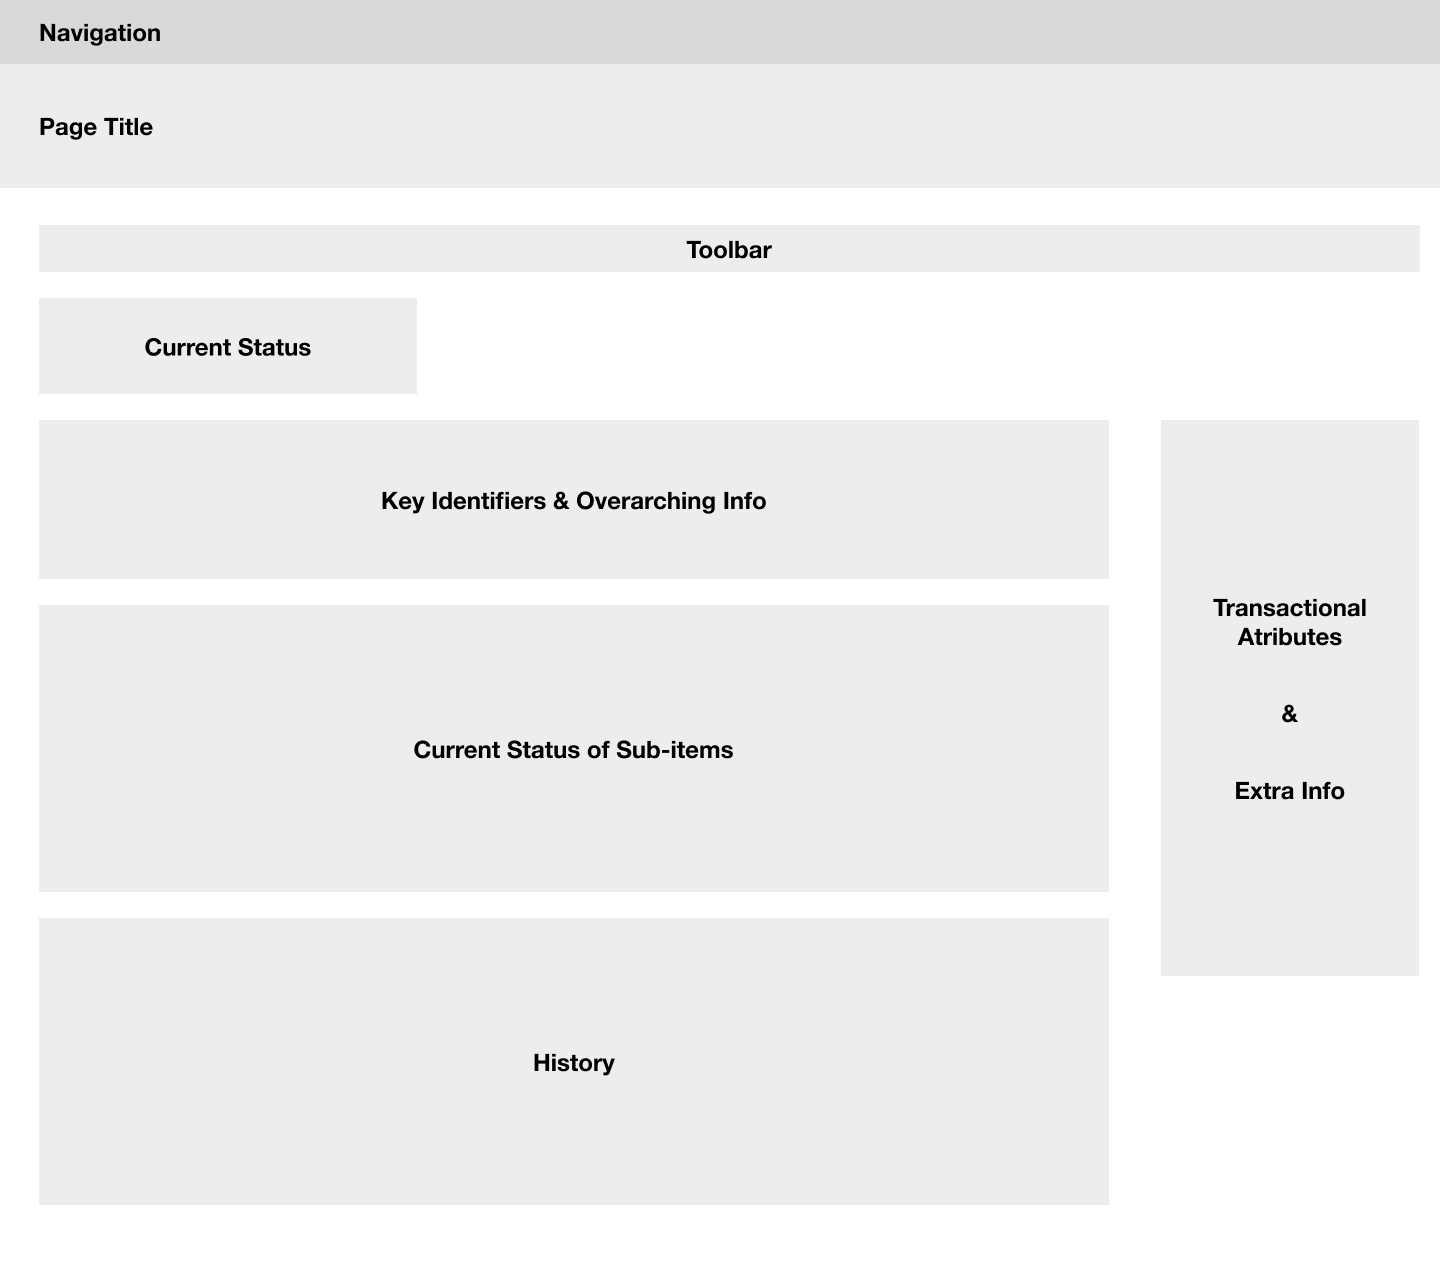 Navigation
Page Title
Toolbar
Current Status
Key Identifiers & Overarching Info
Current Status of Sub-items
History
Transactional
Atributes
&
Extra Info